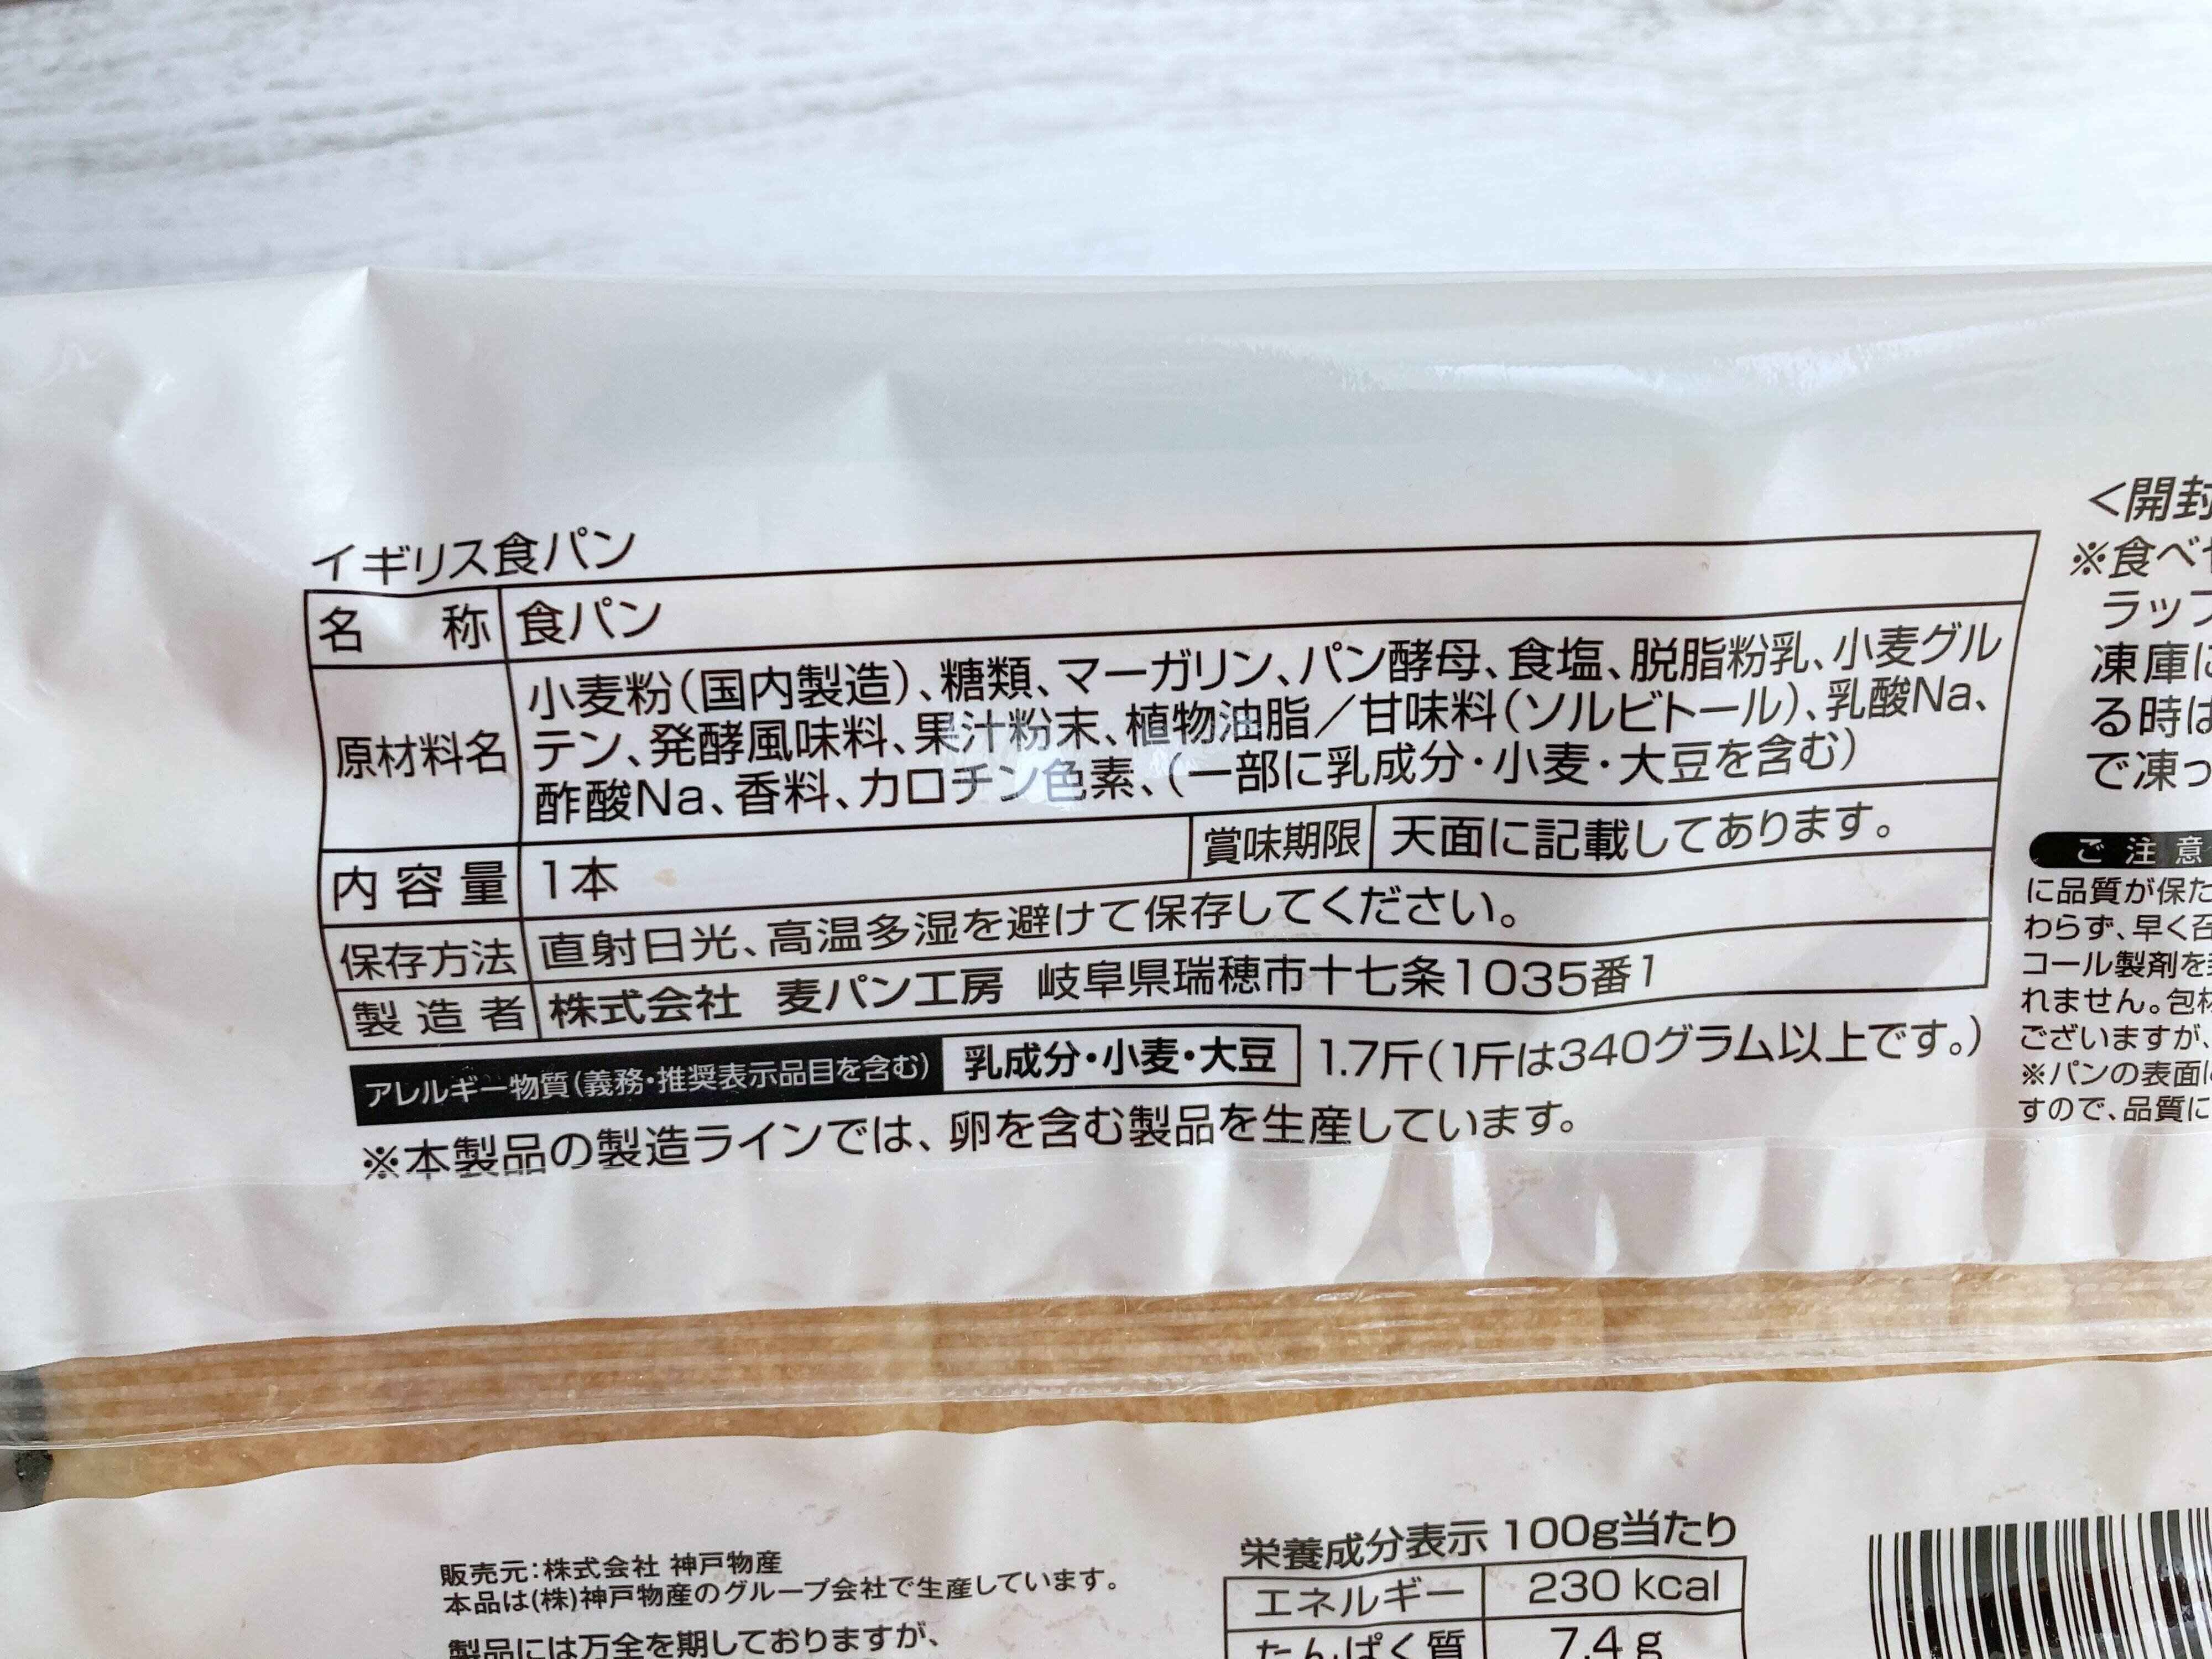 イギリス食パン
名 称 食パン
原材料名 小麦粉(国内製造)、糖類、マーガリン、パン酵母、食塩、脱脂粉乳、小麦グル
テン、発酵風味料、果汁粉末、植物油脂／甘味料(ソルビトール)、乳酸Na、
酢酸Na、香料、カロチン色素、(一部に乳成分・小麦・大豆を含む)
内容量 1本 賞味期限 天面に記載してあります。
保存方法 直射日光、高温多湿を避けて保存してください。
製造者 株式会社 麦パン工房 岐阜県瑞穂市十七条1035番1
アレルギー物質(義務・推奨表示品目を含む) 乳成分・小麦・大豆 1.7斤(1斤は340グラム以上です。)
※本製品の製造ラインでは、卵を含む製品を生産しています。
<開封
※食べ
ラップ
凍庫に
る時は
で凍っ
ご注意
に品質が保た
わらず、早く召
コール製剤を
れません。包材
ございますが、
※パンの表面に
すので、品質に
販売元:株式会社 神戸物産
本品は(株)神戸物産のグループ会社で生産しています。
製品には万全を期しておりますが、
栄養成分表示 100g当たり
エネルギー 230 kcal
たんぱく質 7.4 g